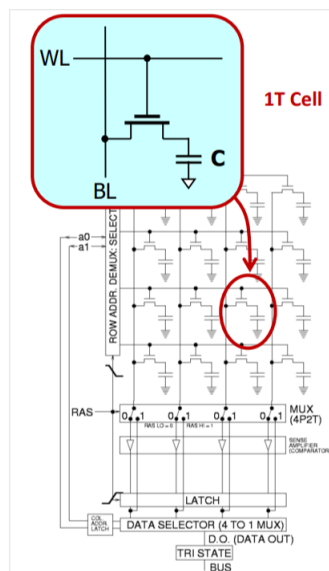 WL
1T Cell
C
BL
ROW ADDR. DEMUX; SELECT
a0
a1
RAS
0 1 0 1 0 1 0 1
MUX
(4P2T)
RAS LO = 0 RAS HI = 1
SENSE
AMPLIFIER
(COMPARATOR)
LATCH
COL
ADDR
LATCH
DATA SELECTOR (4 TO 1 MUX)
D.O. (DATA OUT)
TRI STATE
BUS